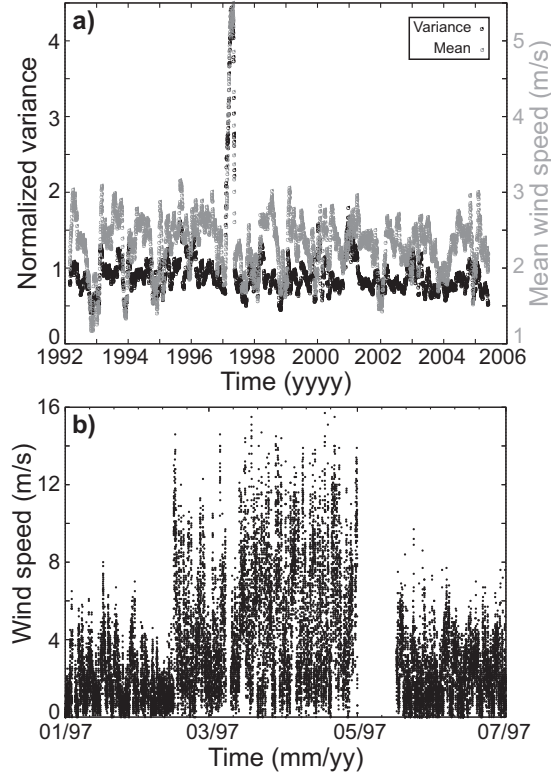 a)
Variance
Mean
Normalized variance
Mean wind speed (m/s)
4
3
2
1
0
5
4
3
2
1
1992 1994 1996 1998 2000 2002 2004 2006
Time (yyyy)
b)
Wind speed (m/s)
16
12
8
4
0
01/97 03/97 05/97 07/97
Time (mm/yy)